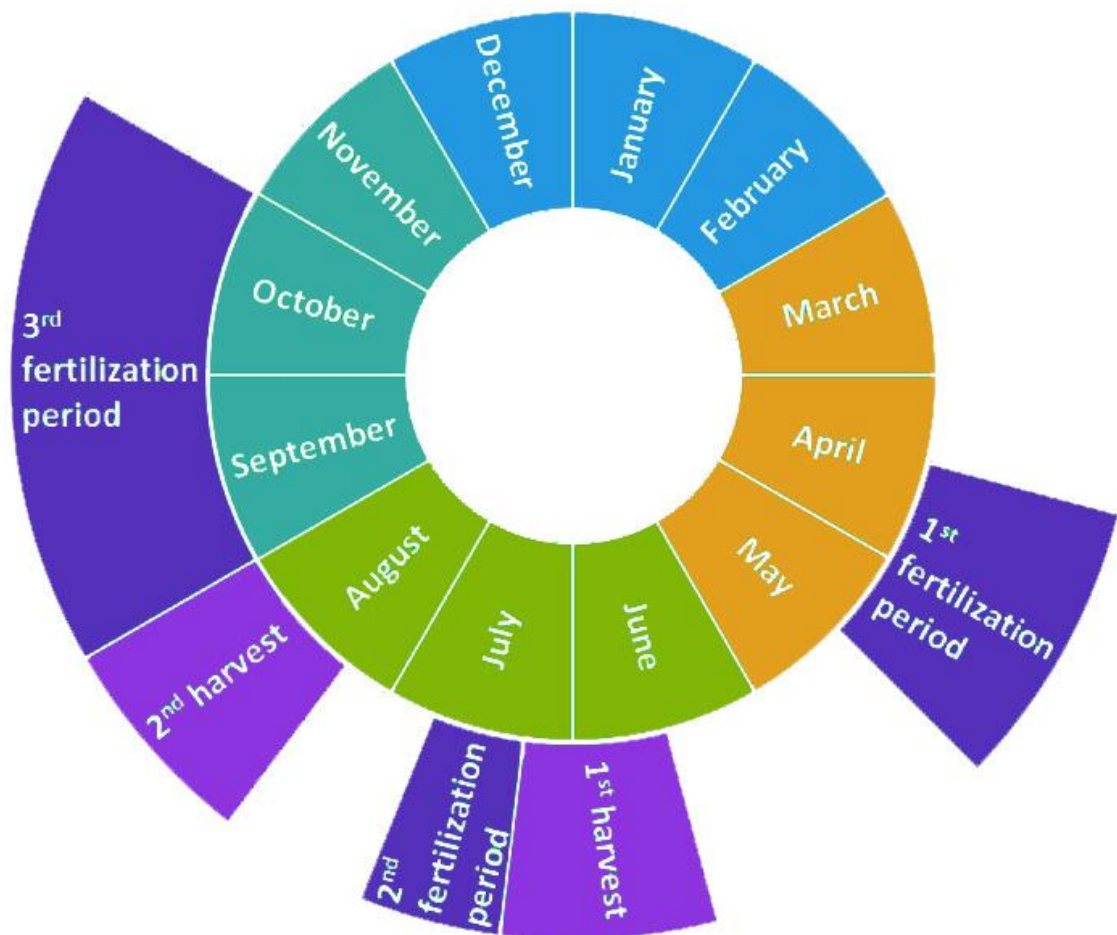 January
February
March
April
May
June
July
August
September
October
November
December
1st
fertilization
period
1st harvest
2nd
fertilization
period
2nd harvest
3rd
fertilization
period